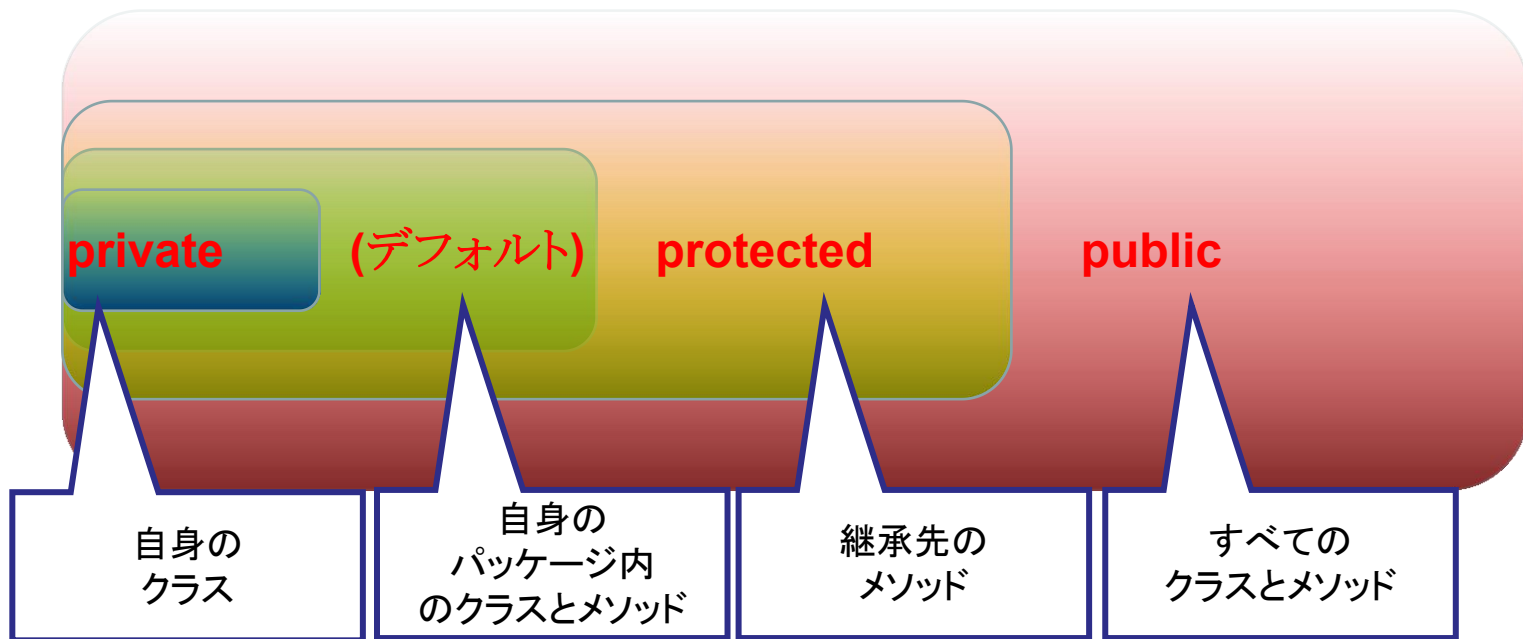 private (デフォルト) protected public
自身の
クラス
自身の
パッケージ内
のクラスとメソッド
継承先の
メソッド
すべての
クラスとメソッド